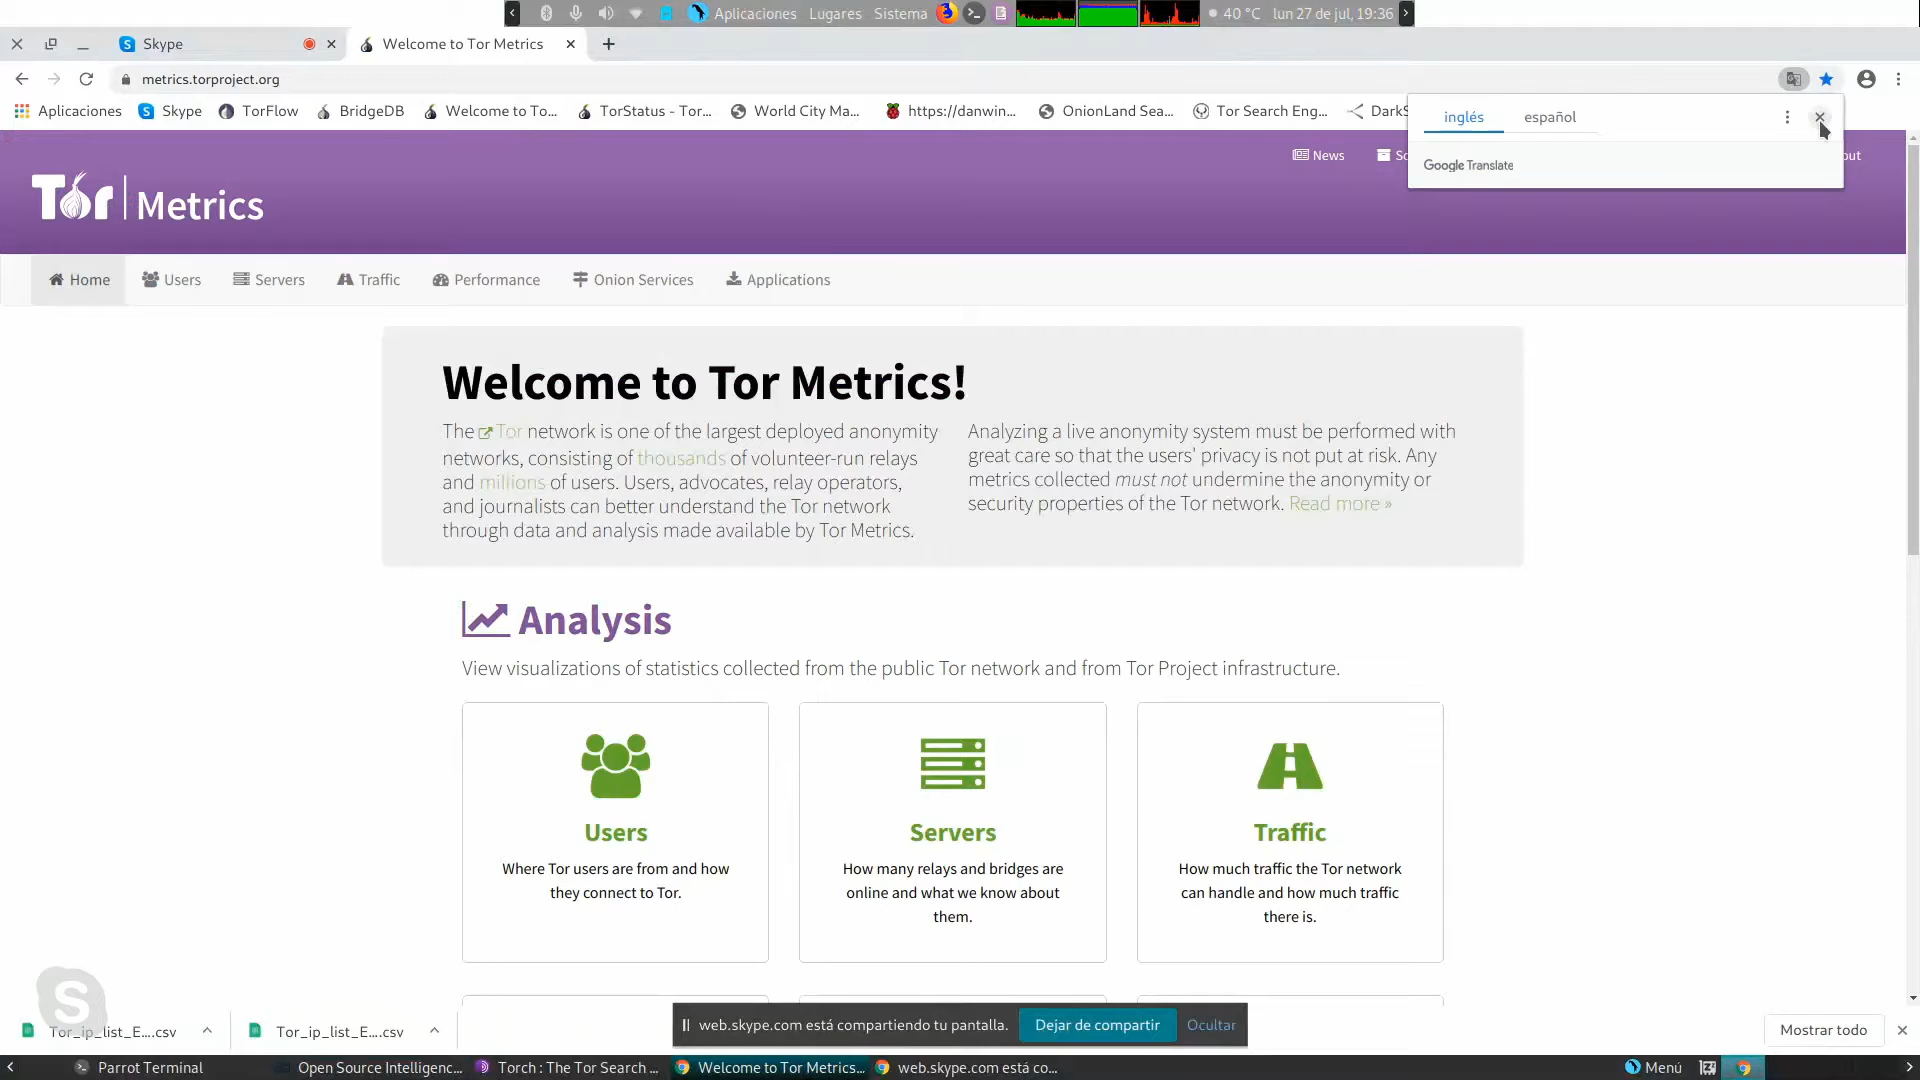 Aplicaciones Lugares Sistema 40 °C lun 27 de jul, 19:36
Skype
Welcome to Tor Metrics
metrics.torproject.org
Aplicaciones
Skype
TorFlow
BridgeDB
Welcome to To...
TorStatus - Tor...
World City Ma...
https://danwin...
OnionLand Sea...
Tor Search Eng...
Dark
inglés
español
Google Translate
News
Tor | Metrics
Home
Users
Servers
Traffic
Performance
Onion Services
Applications
Welcome to Tor Metrics!
The Tor network is one of the largest deployed anonymity
networks, consisting of thousands of volunteer-run relays
and millions of users. Users, advocates, relay operators,
and journalists can better understand the Tor network
through data and analysis made available by Tor Metrics.
Analyzing a live anonymity system must be performed with
great care so that the users' privacy is not put at risk. Any
metrics collected must not undermine the anonymity or
security properties of the Tor network. Read more »
Analysis
View visualizations of statistics collected from the public Tor network and from Tor Project infrastructure.
Users
Where Tor users are from and how
they connect to Tor.
Servers
How many relays and bridges are
online and what we know about
them.
Traffic
How much traffic the Tor network
can handle and how much traffic
there is.
Tor_ip_list_E....csv
Tor_ip_list_E....csv
web.skype.com está compartiendo tu pantalla.
Dejar de compartir
Ocultar
Mostrar todo
Parrot Terminal
Open Source Intelligenc...
Torch : The Tor Search ...
Welcome to Tor Metrics...
web.skype.com está co...
Menú